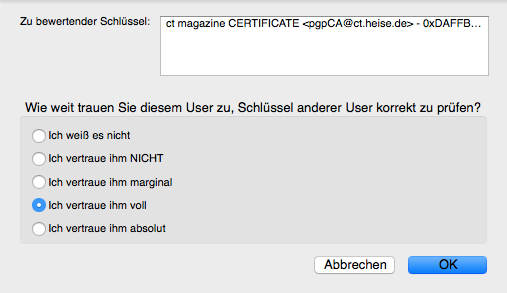 Zu bewertender Schlüssel:
ct magazine CERTIFICATE <pgpCA@ct.heise.de> - 0xDAFFB...
Wie weit trauen Sie diesem User zu, Schlüssel anderer User korrekt zu prüfen?
Ich weiß es nicht
Ich vertraue ihm NICHT
Ich vertraue ihm marginal
Ich vertraue ihm voll
Ich vertraue ihm absolut
Abbrechen
OK